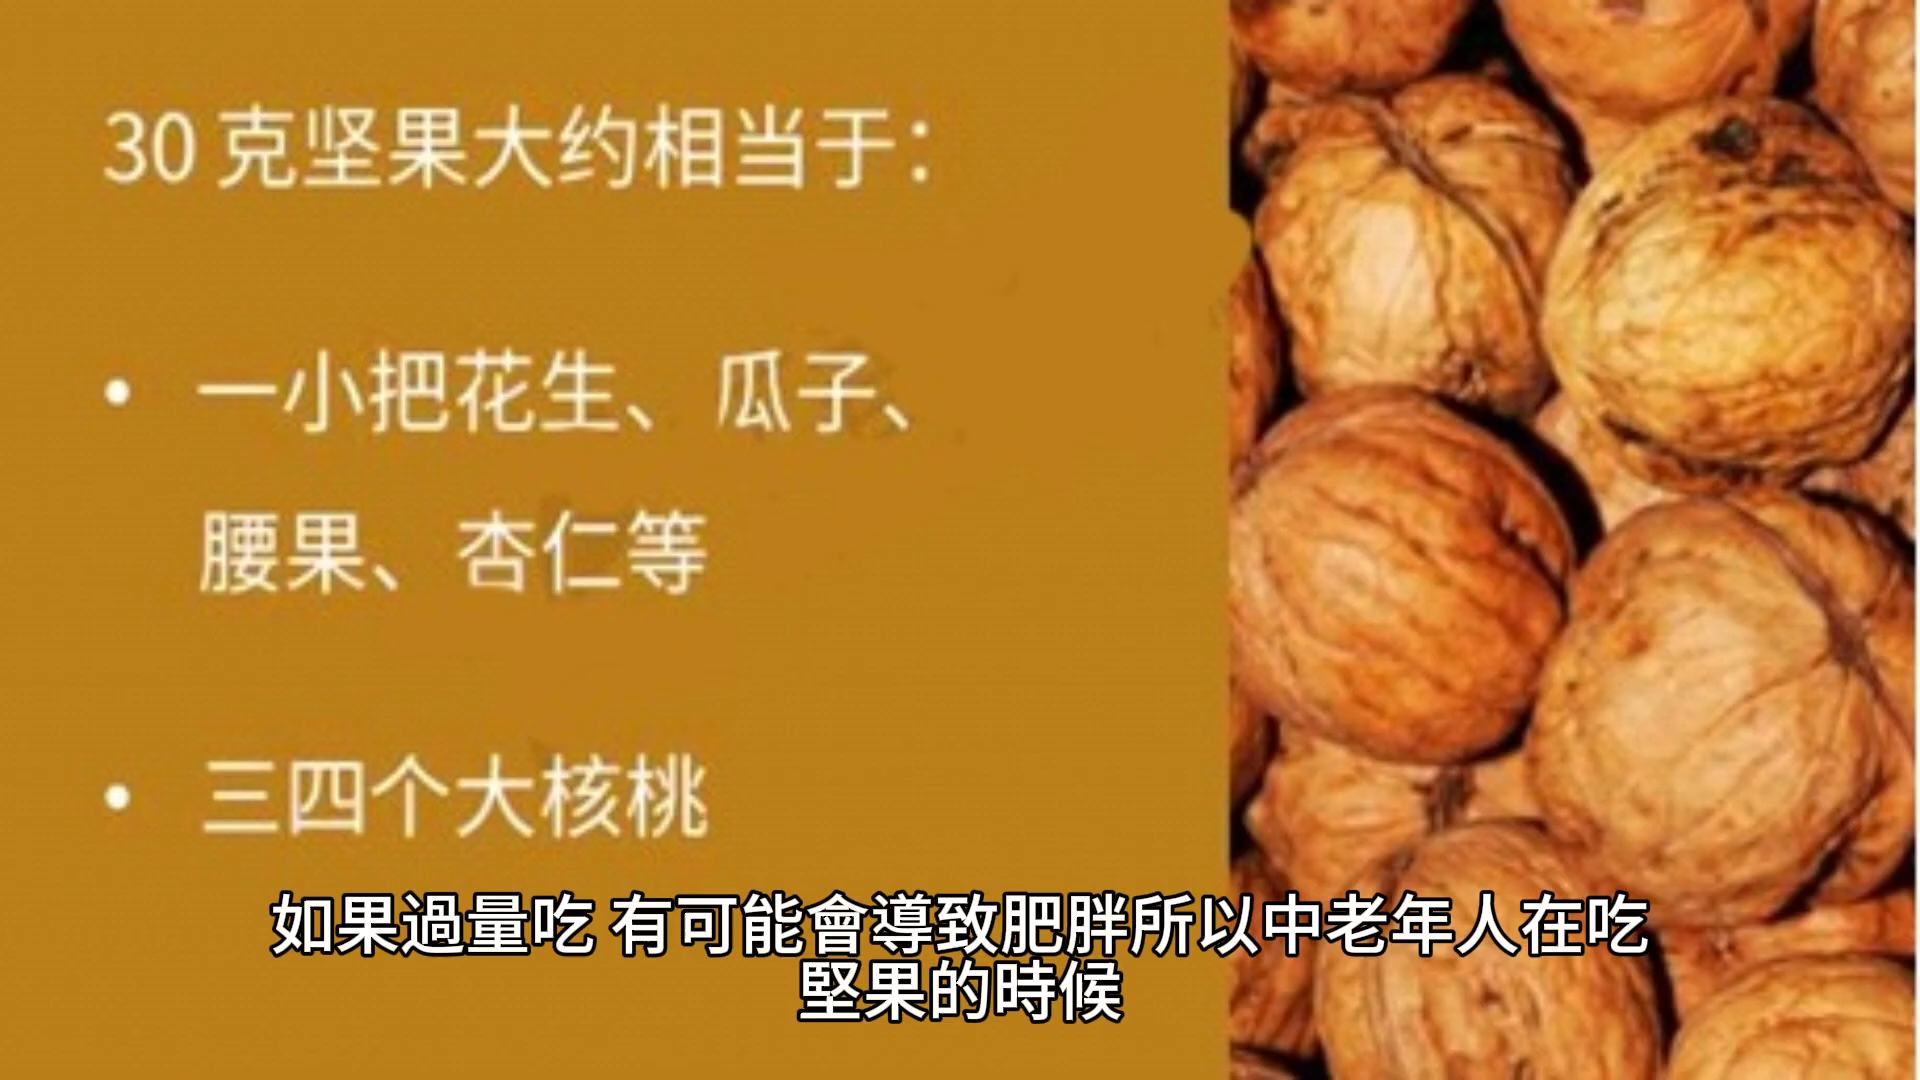 30 克坚果大约相当于：
• 一小把花生、瓜子、
腰果、杏仁等
• 三四个大核桃
如果過量吃 有可能會導致肥胖所以中老年人在吃
堅果的時候